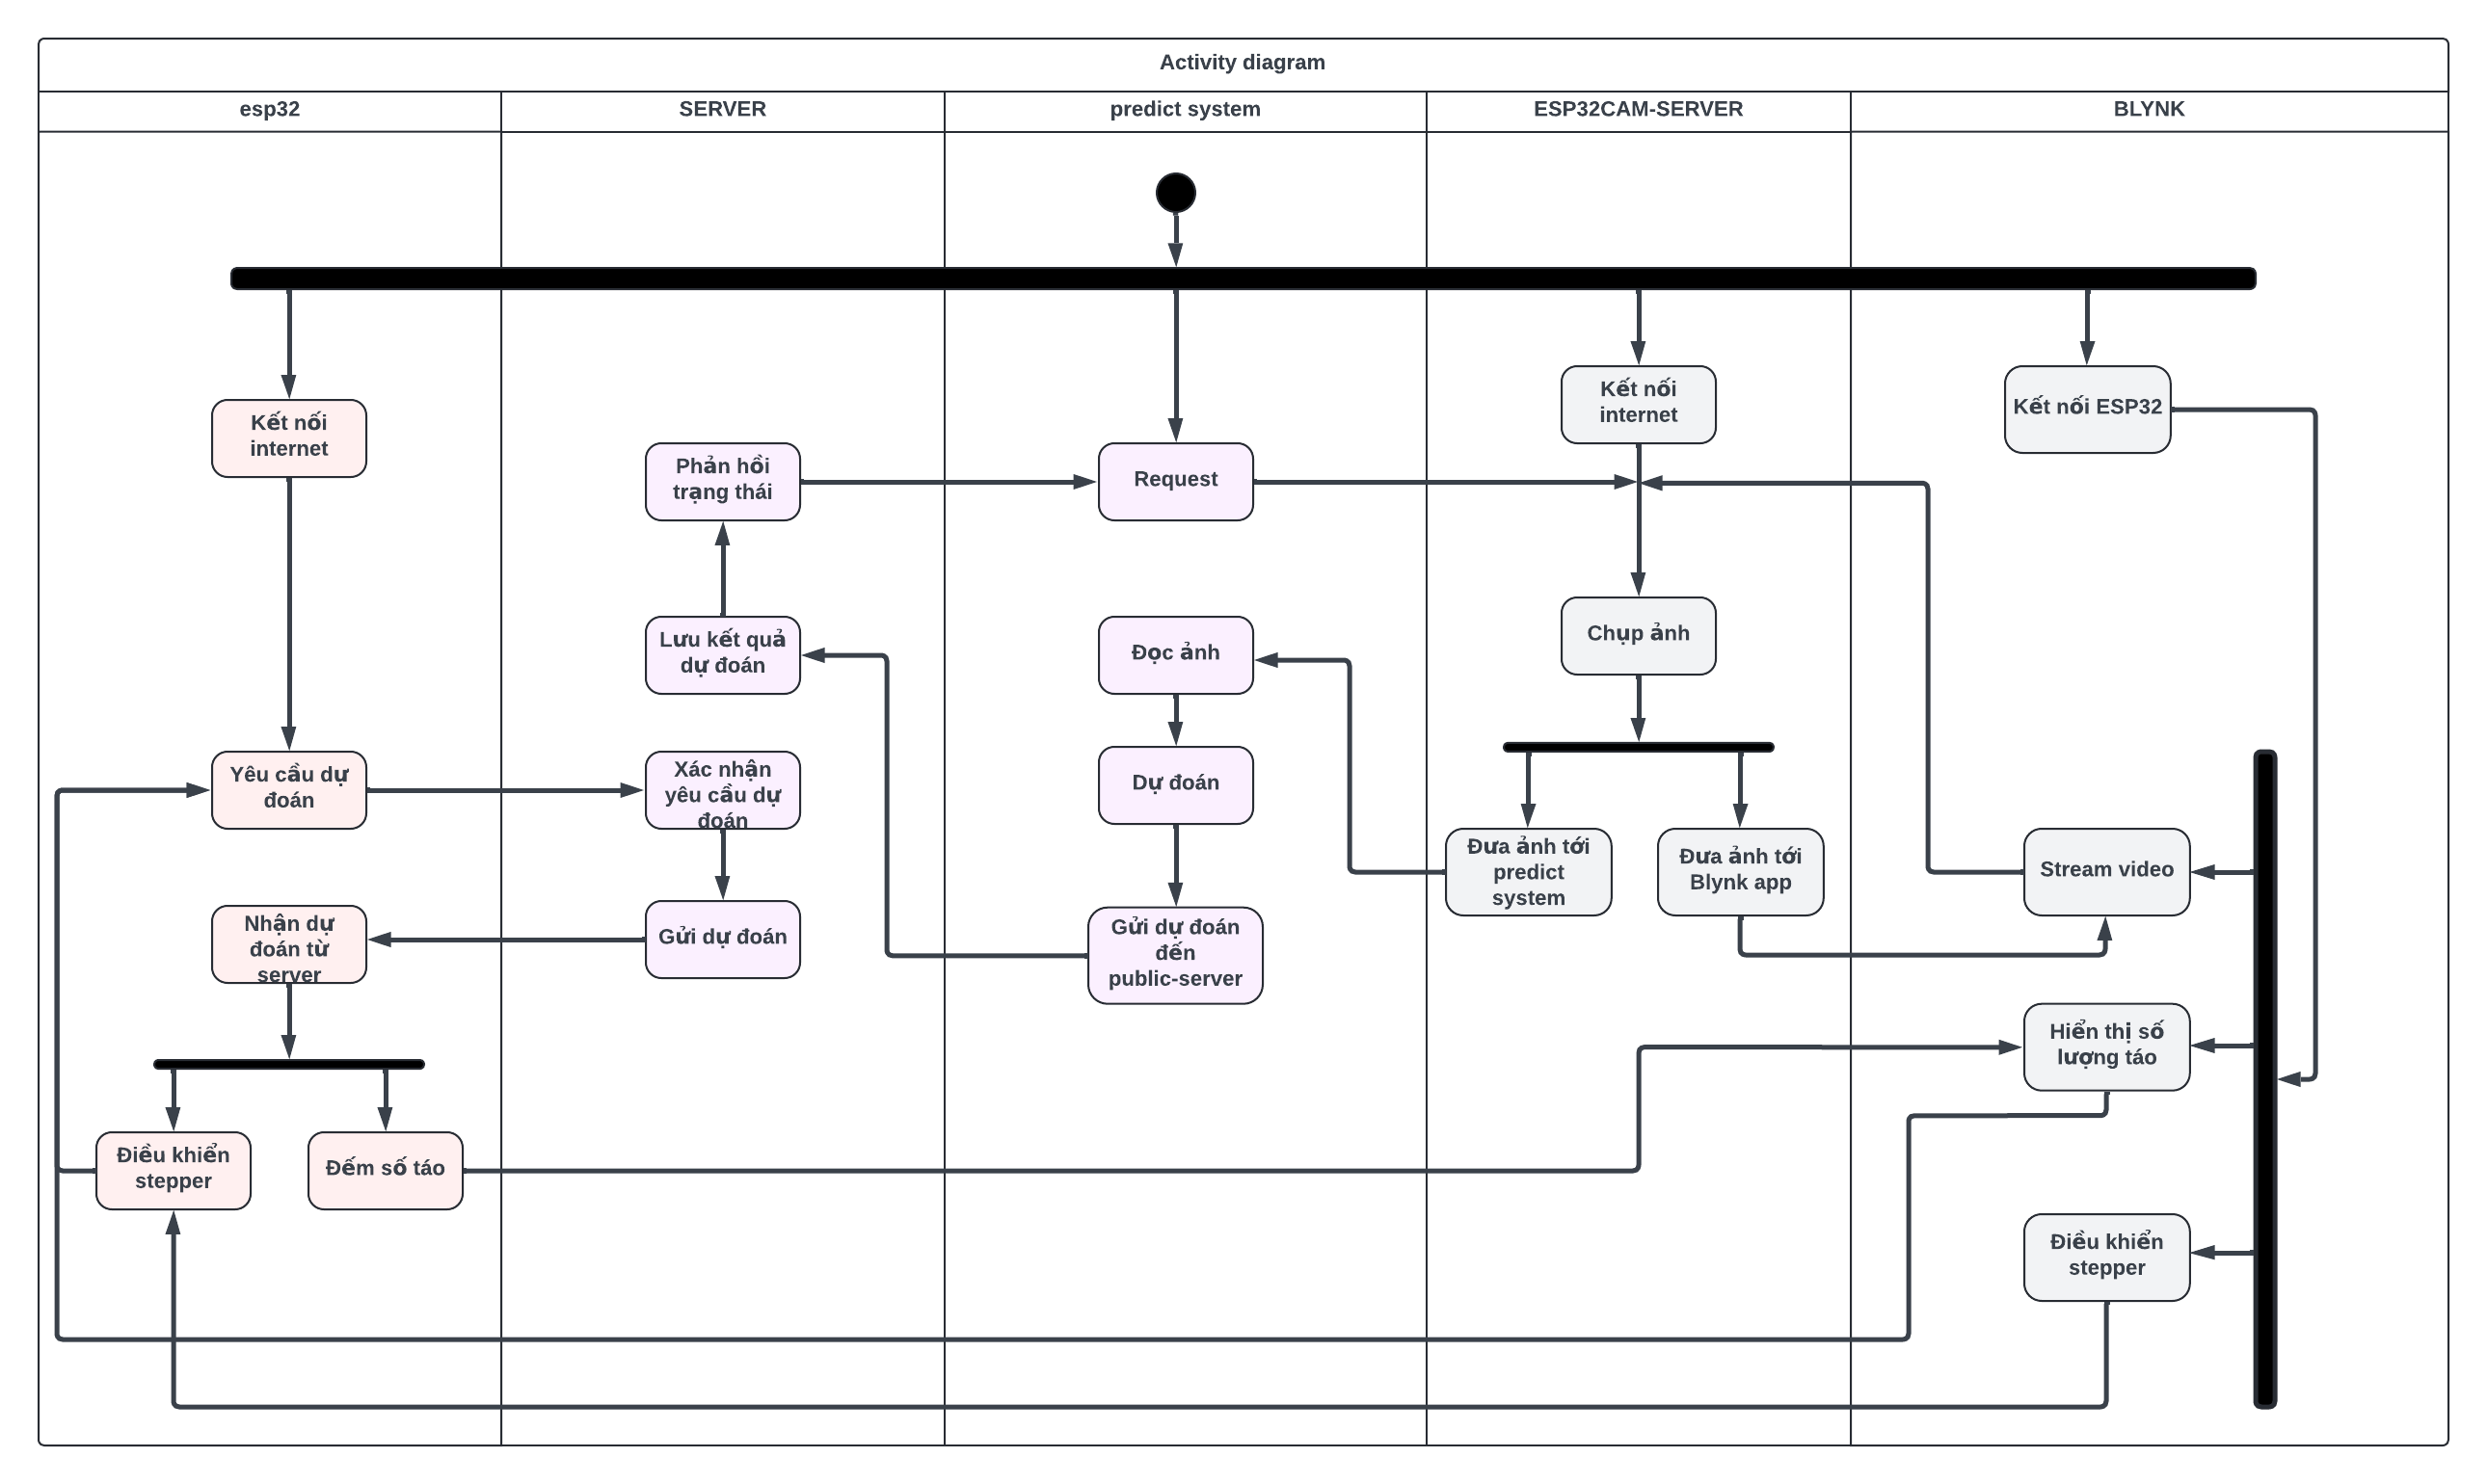 Activity diagram
esp32
SERVER
predict system
ESP32CAM-SERVER
BLYNK
Kết nối
internet
Kết nối
internet
Kết nối ESP32
Phản hồi
trạng thái
Request
Lưu kết quả
dự đoán
Đọc ảnh
Chụp ảnh
Yêu cầu dự
đoán
Xác nhận
yêu cầu dự
đoán
Dự đoán
Đưa ảnh tới
predict
system
Đưa ảnh tới
Blynk app
Stream video
Nhận dự
đoán từ
server
Gửi dự đoán
Gửi dự đoán
đến
public-server
Hiển thị số
lượng táo
Điều khiển
stepper
Đếm số táo
Điều khiển
stepper